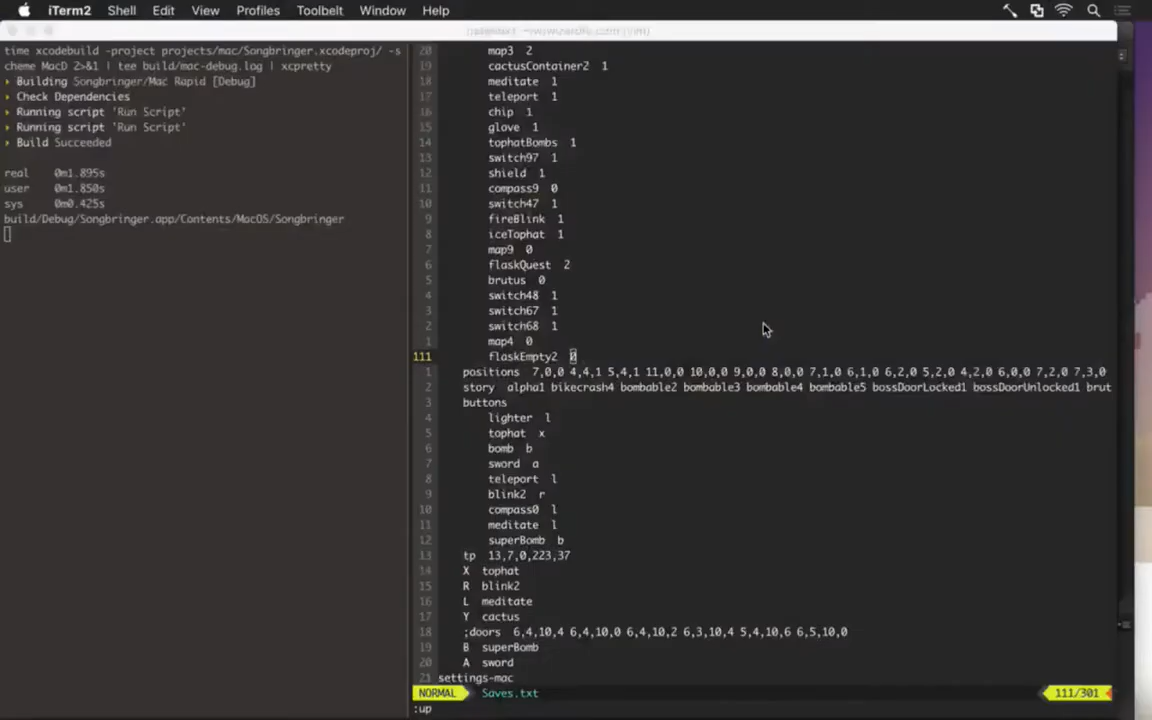 iTerm2 Shell Edit View Profiles Toolbelt Window Help
time xcodebuild -project projects/mac/Songbringer.xcodeproj/ -s
cheme MacD 2>&1 | tee build/mac-debug.log | xcpretty
▸ Building Songbringer/Mac Rapid [Debug]
▸ Check Dependencies
▸ Running script 'Run Script'
▸ Running script 'Run Script'
▸ Build Succeeded
real 0m1.895s
user 0m1.850s
sys 0m0.425s
build/Debug/Songbringer.app/Contents/MacOS/Songbringer
20 map3 2
19 cactusContainer2 1
18 meditate 1
17 teleport 1
16 chip 1
15 glove 1
14 tophatBombs 1
13 switch97 1
12 shield 1
11 compass9 0
10 switch47 1
9 fireBlink 1
8 iceTophat 1
7 map9 0
6 flaskQuest 2
5 brutus 0
4 switch48 1
3 switch67 1
2 switch68 1
1 map4 0
111 flaskEmpty2 0
1 positions 7,0,0 4,4,1 5,4,1 11,0,0 10,0,0 9,0,0 8,0,0 7,1,0 6,1,0 6,2,0 5,2,0 4,2,0 6,0,0 7,2,0 7,3,0
2 story alpha1 bikecrash4 bombable2 bombable3 bombable4 bombable5 bossDoorLocked1 bossDoorUnlocked1 brut
3 buttons
4 lighter l
5 tophat x
6 bomb b
7 sword a
8 teleport l
9 blink2 r
10 compass0 l
11 meditate l
12 superBomb b
13 tp 13,7,0,223,37
14 X tophat
15 R blink2
16 L meditate
17 Y cactus
18 ;doors 6,4,10,4 6,4,10,0 6,4,10,2 6,3,10,4 5,4,10,6 6,5,10,0
19 B superBomb
20 A sword
21 settings-mac
NORMAL Saves.txt 111/301
:up